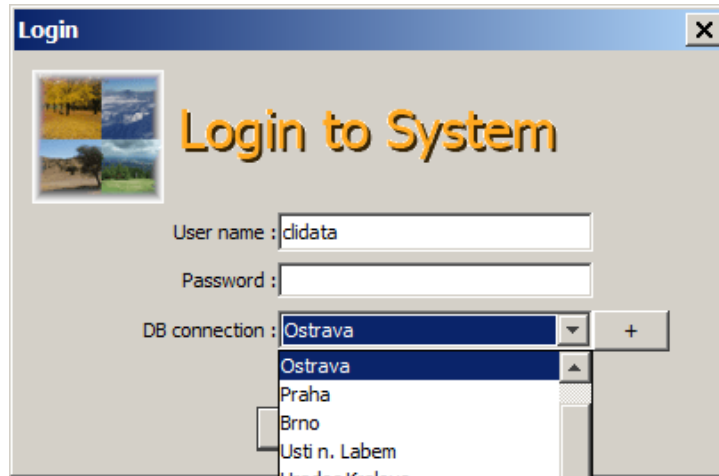 Login
Login to System
User name : clidata
Password :
DB connection : Ostrava +
Ostrava
Praha
Brno
Usti n. Labem